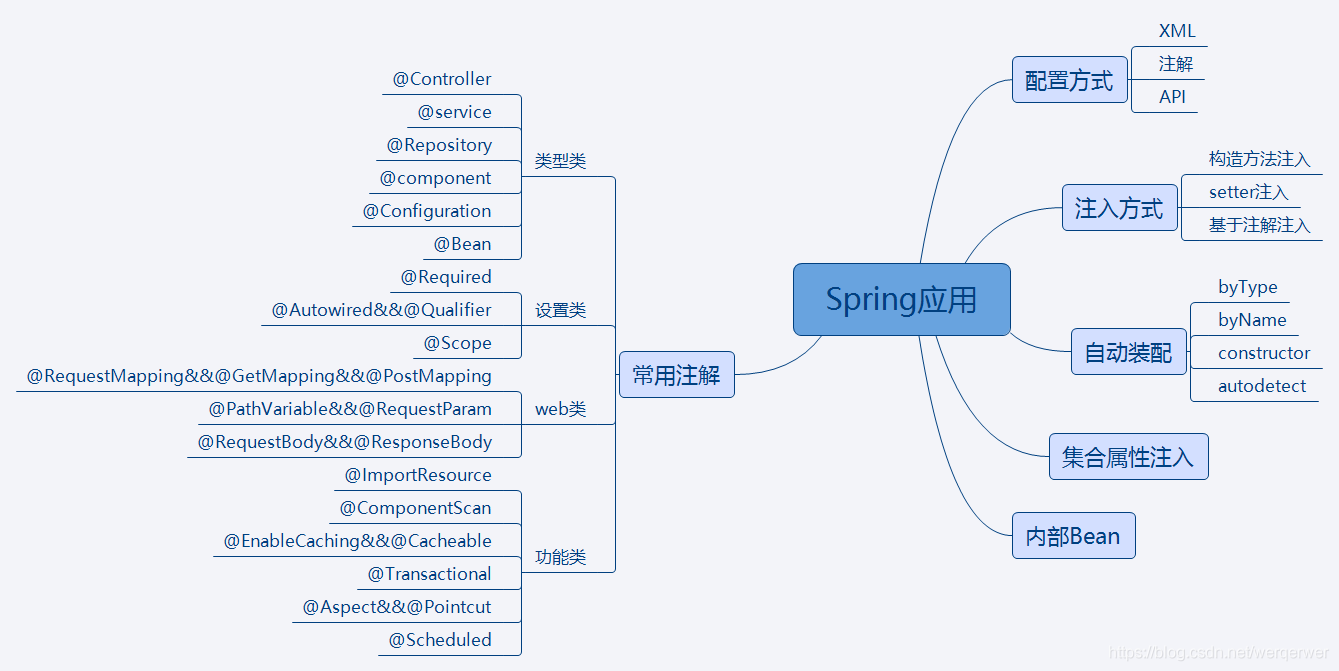 Spring应用
配置方式
XML
注解
API
注入方式
构造方法注入
setter注入
基于注解注入
自动装配
byType
byName
constructor
autodetect
集合属性注入
内部Bean
常用注解
类型类
@Controller
@service
@Repository
@component
@Configuration
@Bean
设置类
@Required
@Autowired&&@Qualifier
@Scope
web类
@RequestMapping&&@GetMapping&&@PostMapping
@PathVariable&&@RequestParam
@RequestBody&&@ResponseBody
功能类
@ImportResource
@ComponentScan
@EnableCaching&&@Cacheable
@Transactional
@Aspect&&@Pointcut
@Scheduled
https://blog.csdn.net/werqerwer